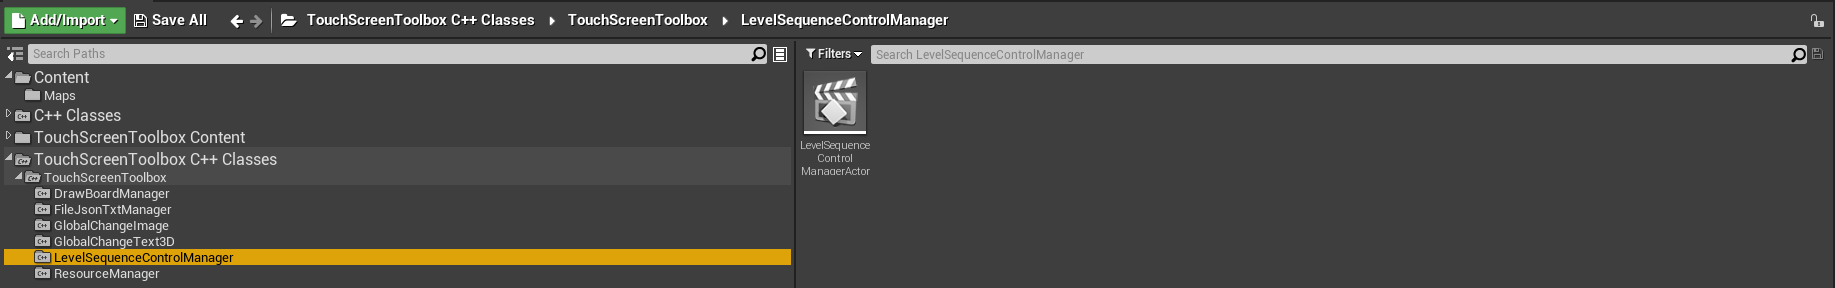 Add/Import Save All TouchScreenToolbox C++ Classes TouchScreenToolbox LevelSequenceControlManager
Search Paths
Filters Search LevelSequenceControlManager
Content
Maps
C++ Classes
TouchScreenToolbox Content
TouchScreenToolbox C++ Classes
TouchScreenToolbox
DrawBoardManager
FileJsonTxtManager
GlobalChangeImage
GlobalChangeText3D
LevelSequenceControlManager
ResourceManager
LevelSequence
Control
ManagerActor